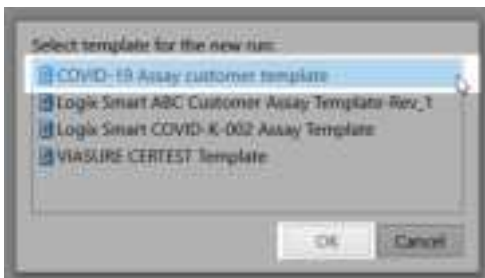 Select template for the new run:
COVID-19 Assay customer template
Logix Smart ABC Customer Assay Template-Rev_1
Logix Smart COVID-K-002 Assay Template
VIASURE CERTEST Template
OK
Cancel